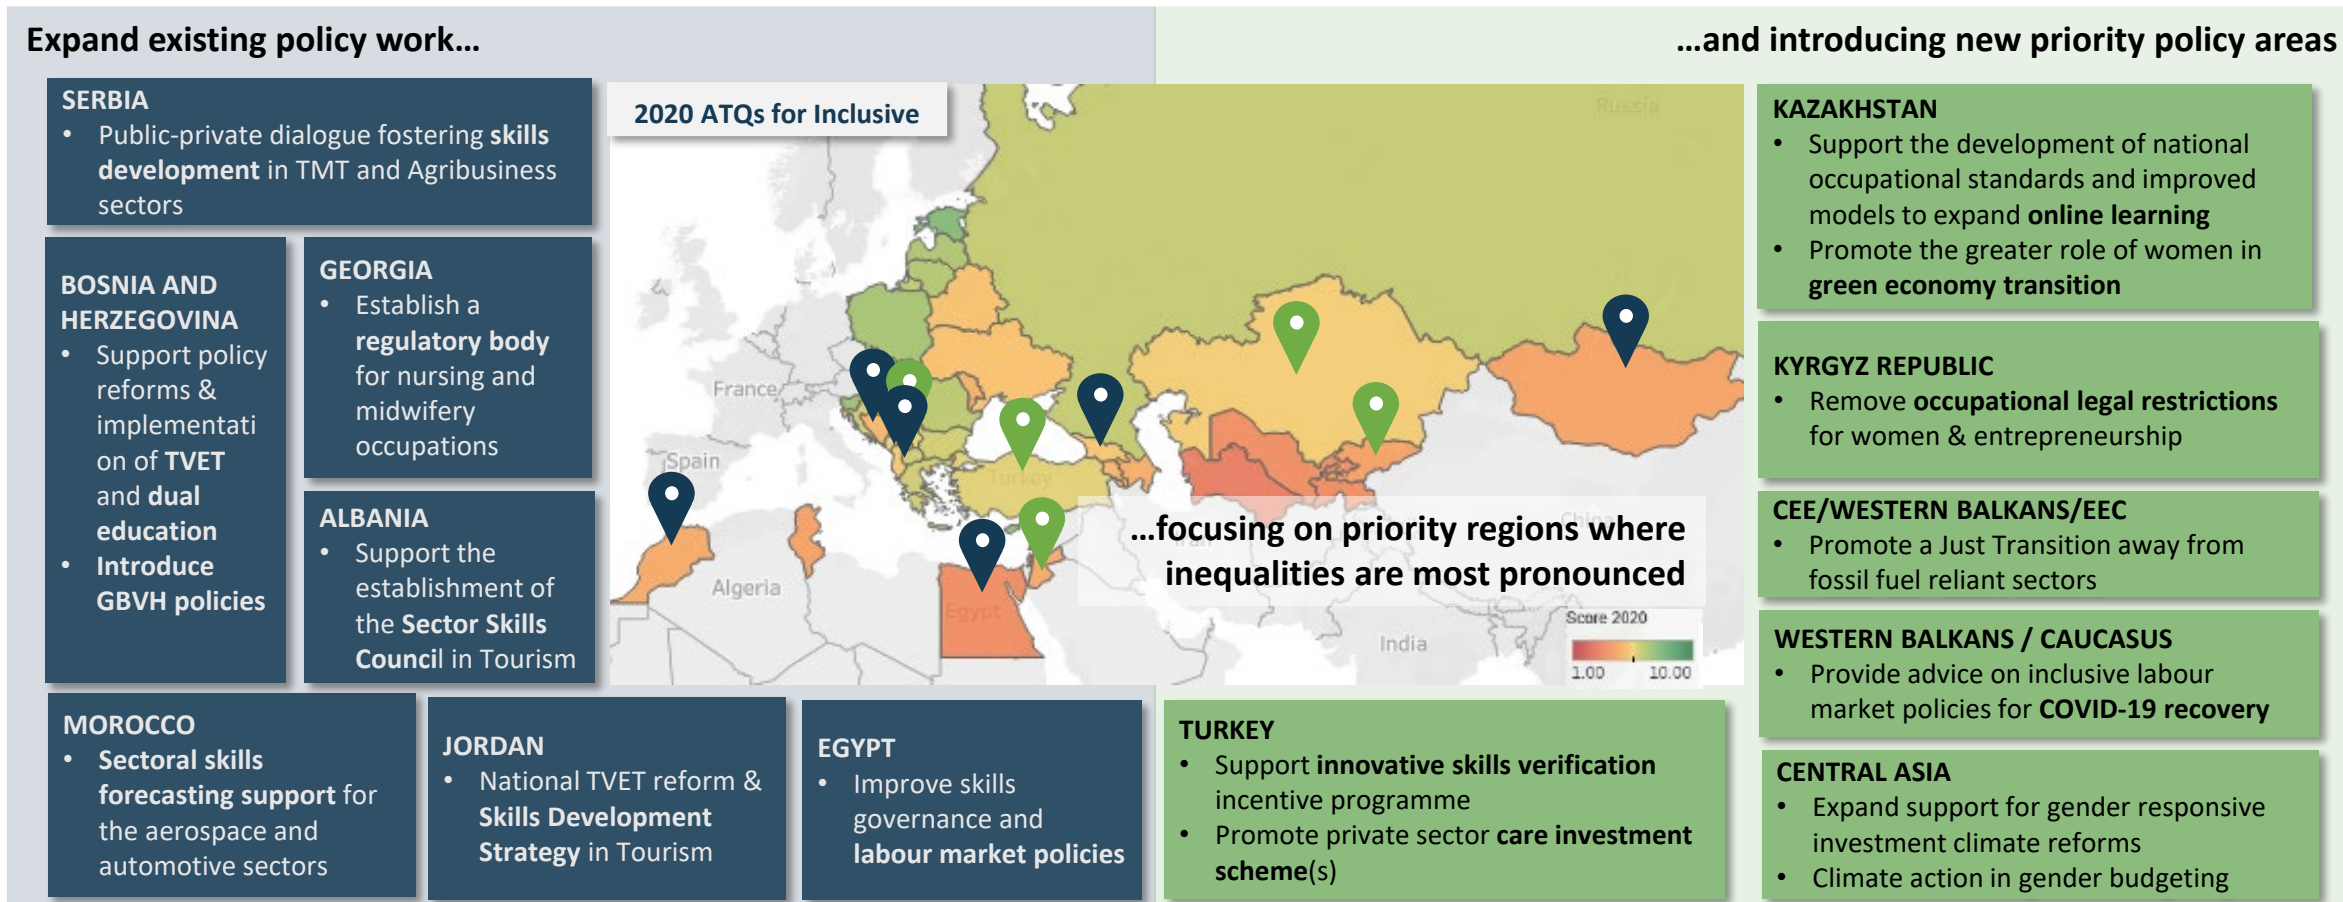 Expand existing policy work...
...and introducing new priority policy areas
SERBIA
• Public-private dialogue fostering skills
development in TMT and Agribusiness
sectors
BOSNIA AND
HERZEGOVINA
• Support policy
reforms &
implementati
on of TVET
and dual
education
• Introduce
GBVH policies
GEORGIA
• Establish a
regulatory body
for nursing and
midwifery
occupations
ALBANIA
• Support the
establishment of
the Sector Skills
Council in Tourism
MOROCCO
• Sectoral skills
forecasting support for
the aerospace and
automotive sectors
JORDAN
• National TVET reform &
Skills Development
Strategy in Tourism
EGYPT
• Improve skills
governance and
labour market policies
2020 ATQs for Inclusive
Russia
France
Spain
Turkey
Algeria
Egypt
China
Iran
India
...focusing on priority regions where
inequalities are most pronounced
Score 2020
1.00 10.00
TURKEY
• Support innovative skills verification
incentive programme
• Promote private sector care investment
scheme(s)
KAZAKHSTAN
• Support the development of national
occupational standards and improved
models to expand online learning
• Promote the greater role of women in
green economy transition
KYRGYZ REPUBLIC
• Remove occupational legal restrictions
for women & entrepreneurship
CEE/WESTERN BALKANS/EEC
• Promote a Just Transition away from
fossil fuel reliant sectors
WESTERN BALKANS / CAUCASUS
• Provide advice on inclusive labour
market policies for COVID-19 recovery
CENTRAL ASIA
• Expand support for gender responsive
investment climate reforms
• Climate action in gender budgeting